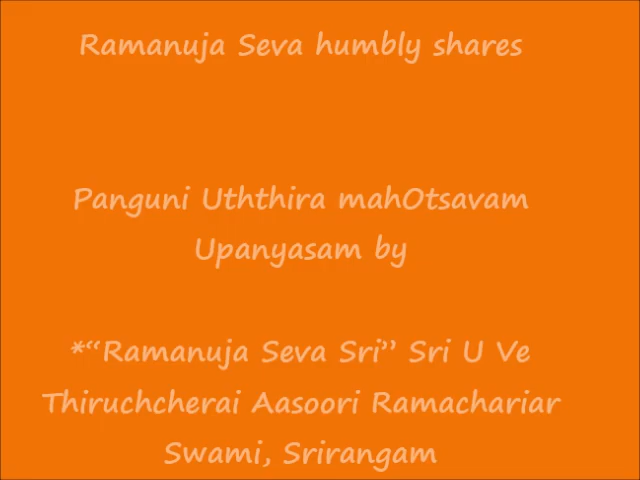 Ramanuja Seva humbly shares
Panguni Uththira mahOtsavam
Upanyasam by
*“Ramanuja Seva Sri” Sri U Ve
Thiruchcherai Aasoori Ramachariar
Swami, Srirangam